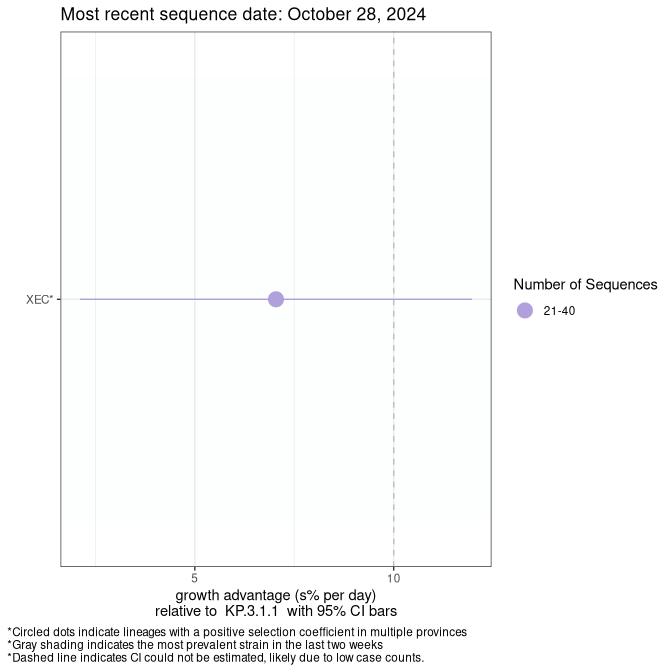 Most recent sequence date: October 28, 2024
XEC*
Number of Sequences
21-40
5
10
growth advantage (s% per day)
relative to KP.3.1.1 with 95% CI bars
*Circled dots indicate lineages with a positive selection coefficient in multiple provinces
*Gray shading indicates the most prevalent strain in the last two weeks
*Dashed line indicates CI could not be estimated, likely due to low case counts.